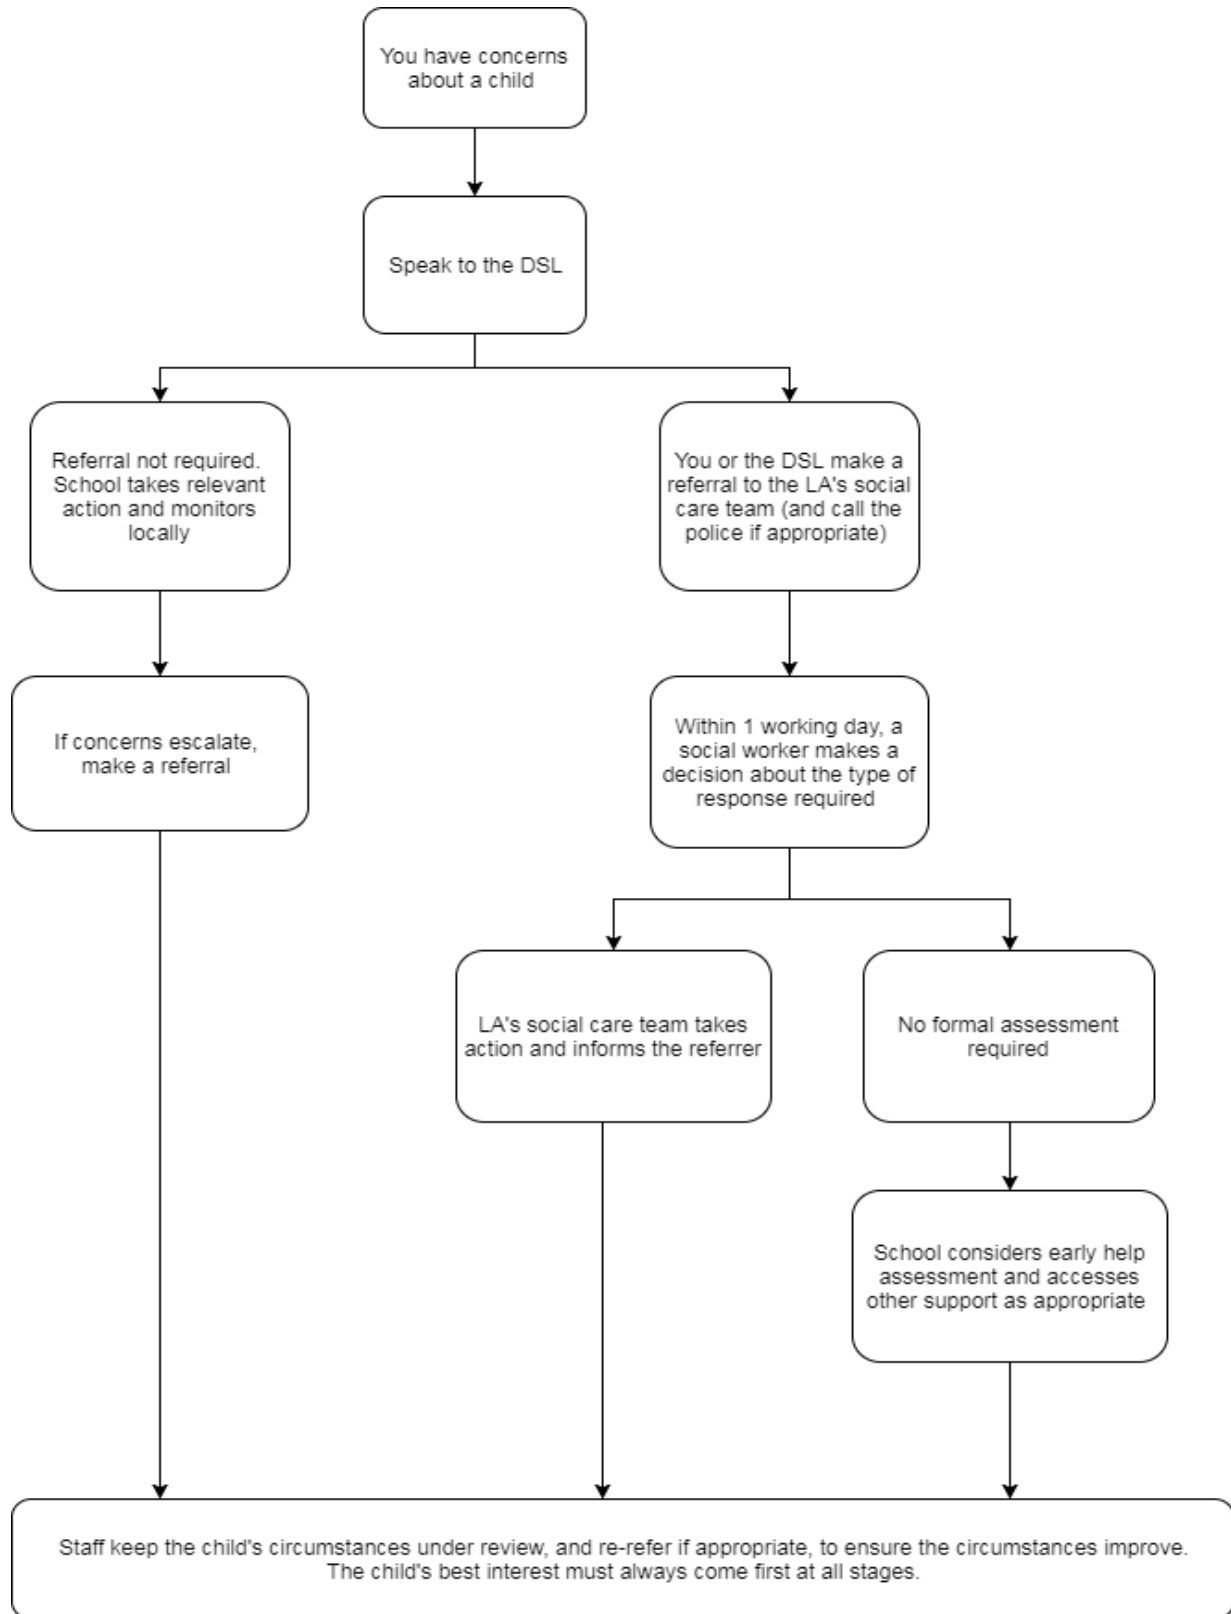 You have concerns
about a child
Speak to the DSL
Referral not required.
School takes relevant
action and monitors
locally
You or the DSL make a
referral to the LA's social
care team (and call the
police if appropriate)
If concerns escalate,
make a referral
Within 1 working day, a
social worker makes a
decision about the type of
response required
LA's social care team takes
action and informs the referrer
No formal assessment
required
School considers early help
assessment and accesses
other support as appropriate
Staff keep the child's circumstances under review, and re-refer if appropriate, to ensure the circumstances improve.
The child's best interest must always come first at all stages.